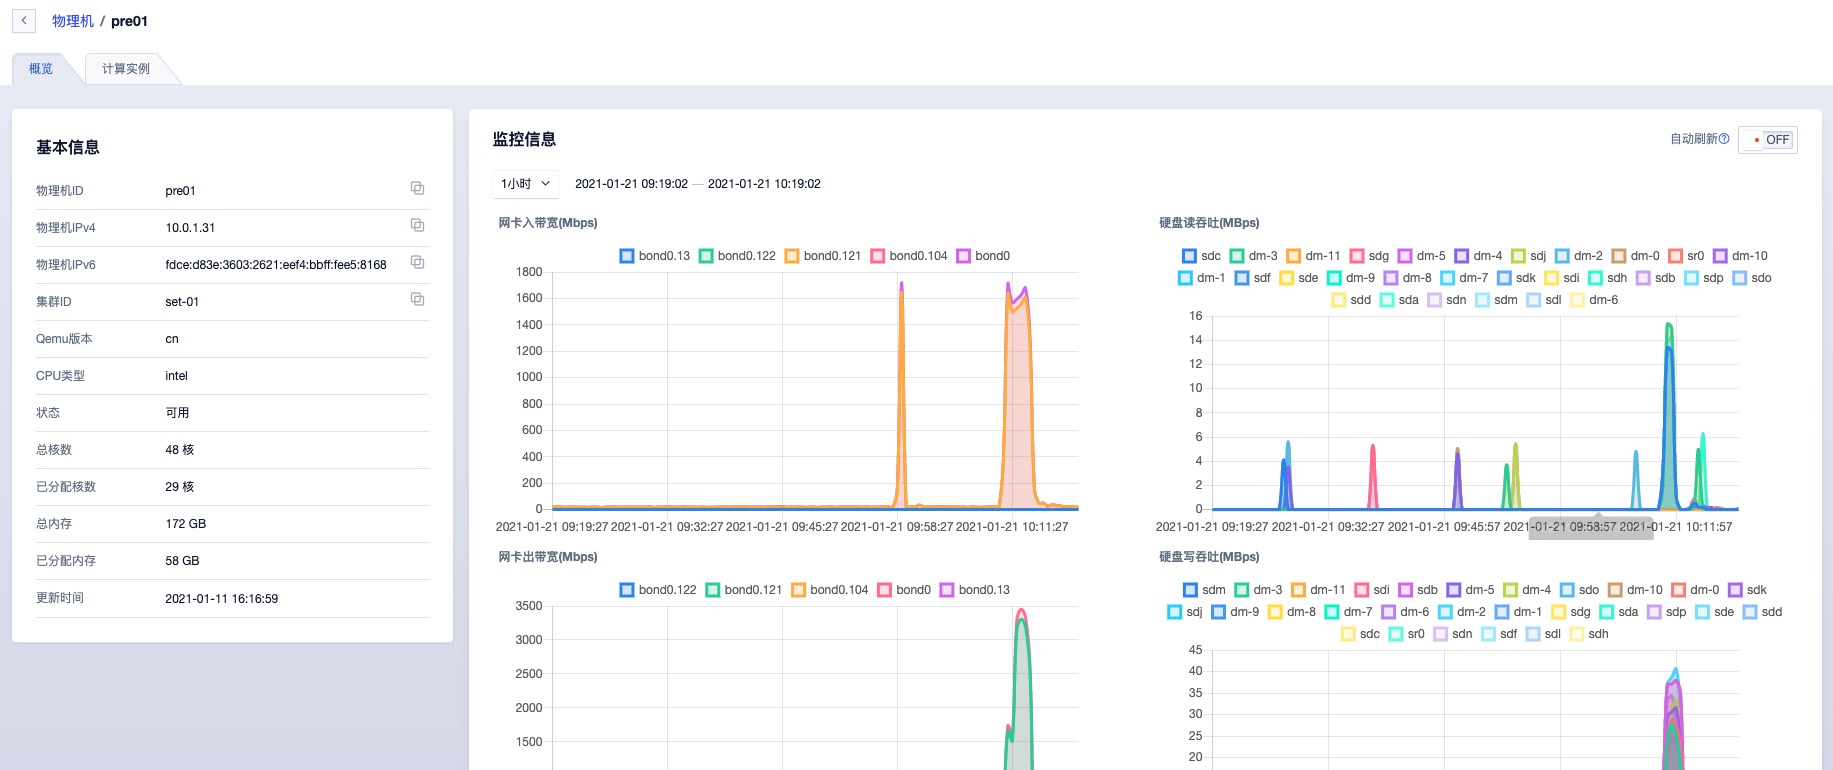 物理机 / pre01
概览
计算实例
基本信息
物理机ID pre01
物理机IPv4 10.0.1.31
物理机IPv6 fdce:d83e:3603:2621:eef4:bbff:fee5:8168
集群ID set-01
Qemu版本 cn
CPU类型 intel
状态 可用
总核数 48 核
已分配核数 29 核
总内存 172 GB
已分配内存 58 GB
更新时间 2021-01-11 16:16:59
监控信息
自动刷新 OFF
1小时 2021-01-21 09:19:02 — 2021-01-21 10:19:02
网卡入带宽(Mbps)
bond0.13 bond0.122 bond0.121 bond0.104 bond0
1800
1600
1400
1200
1000
800
600
400
200
0
2021-01-21 09:19:27 2021-01-21 09:32:27 2021-01-21 09:45:27 2021-01-21 09:58:27 2021-01-21 10:11:27
硬盘读吞吐(MBps)
sdc dm-3 dm-11 sdg dm-5 dm-4 sdj dm-2 dm-0 sr0 dm-10
dm-1 sdf sde dm-9 dm-8 dm-7 sdk sdi sdh sdb sdp sdo
sdd sda sdn sdm sdl dm-6
16
14
12
10
8
6
4
2
0
2021-01-21 09:19:27 2021-01-21 09:32:27 2021-01-21 09:45:57 2021-01-21 09:58:57 2021-01-21 10:11:57
网卡出带宽(Mbps)
bond0.122 bond0.121 bond0.104 bond0 bond0.13
3500
3000
2500
2000
1500
硬盘写吞吐(MBps)
sdm dm-3 dm-11 sdi sdb dm-5 dm-4 sdo dm-10 dm-0 sdk
sdj dm-9 dm-8 dm-7 dm-6 dm-2 dm-1 sdg sda sdp sde sdd
sdc sr0 sdn sdf sdl sdh
45
40
35
30
25
20